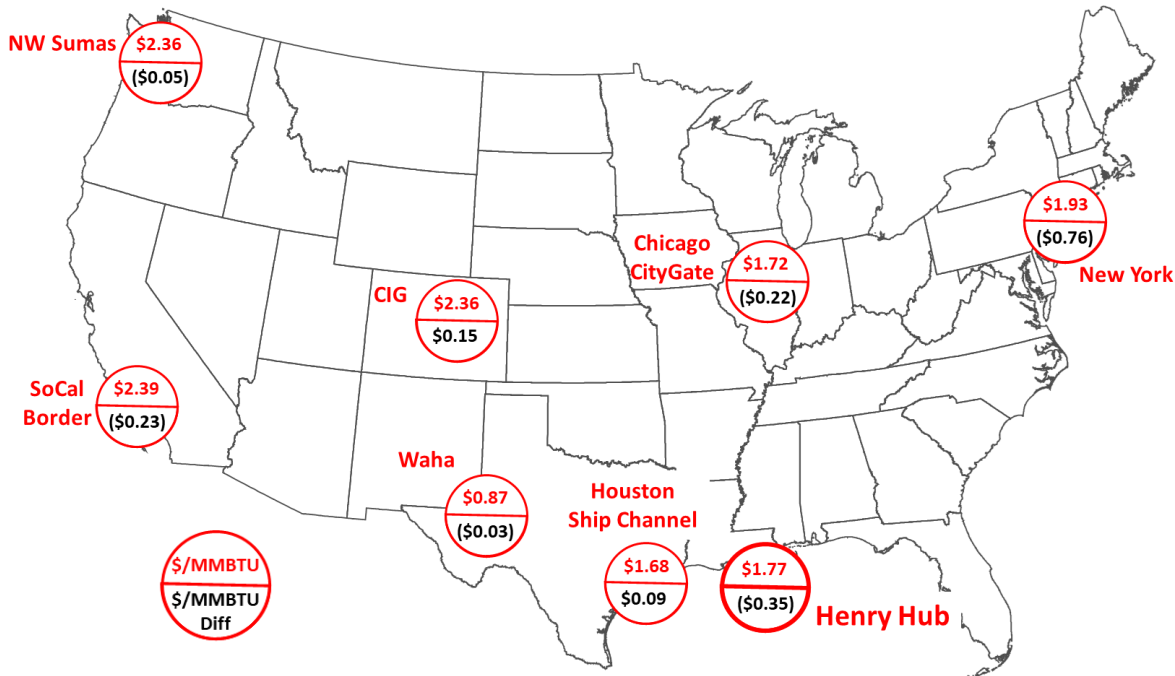 NW Sumas
$2.36
($0.05)
$1.93
($0.76)
New York
Chicago
CityGate
$1.72
($0.22)
CIG
$2.36
$0.15
SoCal
Border
$2.39
($0.23)
Waha
$0.87
($0.03)
Houston
Ship Channel
$1.68
$0.09
$1.77
($0.35)
Henry Hub
$/MMBTU
$/MMBTU
Diff